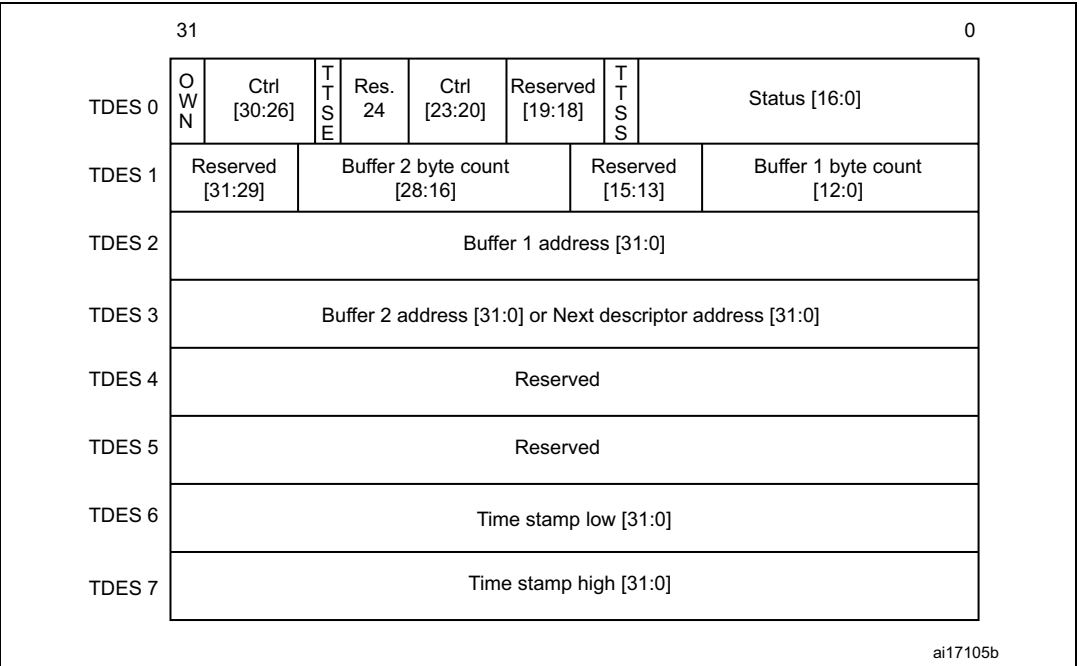 31 0
TDES 0 OWN Ctrl [30:26] TTSE Res. 24 Ctrl [23:20] Reserved [19:18] TTSS Status [16:0]
TDES 1 Reserved [31:29] Buffer 2 byte count [28:16] Reserved [15:13] Buffer 1 byte count [12:0]
TDES 2 Buffer 1 address [31:0]
TDES 3 Buffer 2 address [31:0] or Next descriptor address [31:0]
TDES 4 Reserved
TDES 5 Reserved
TDES 6 Time stamp low [31:0]
TDES 7 Time stamp high [31:0]
ai17105b